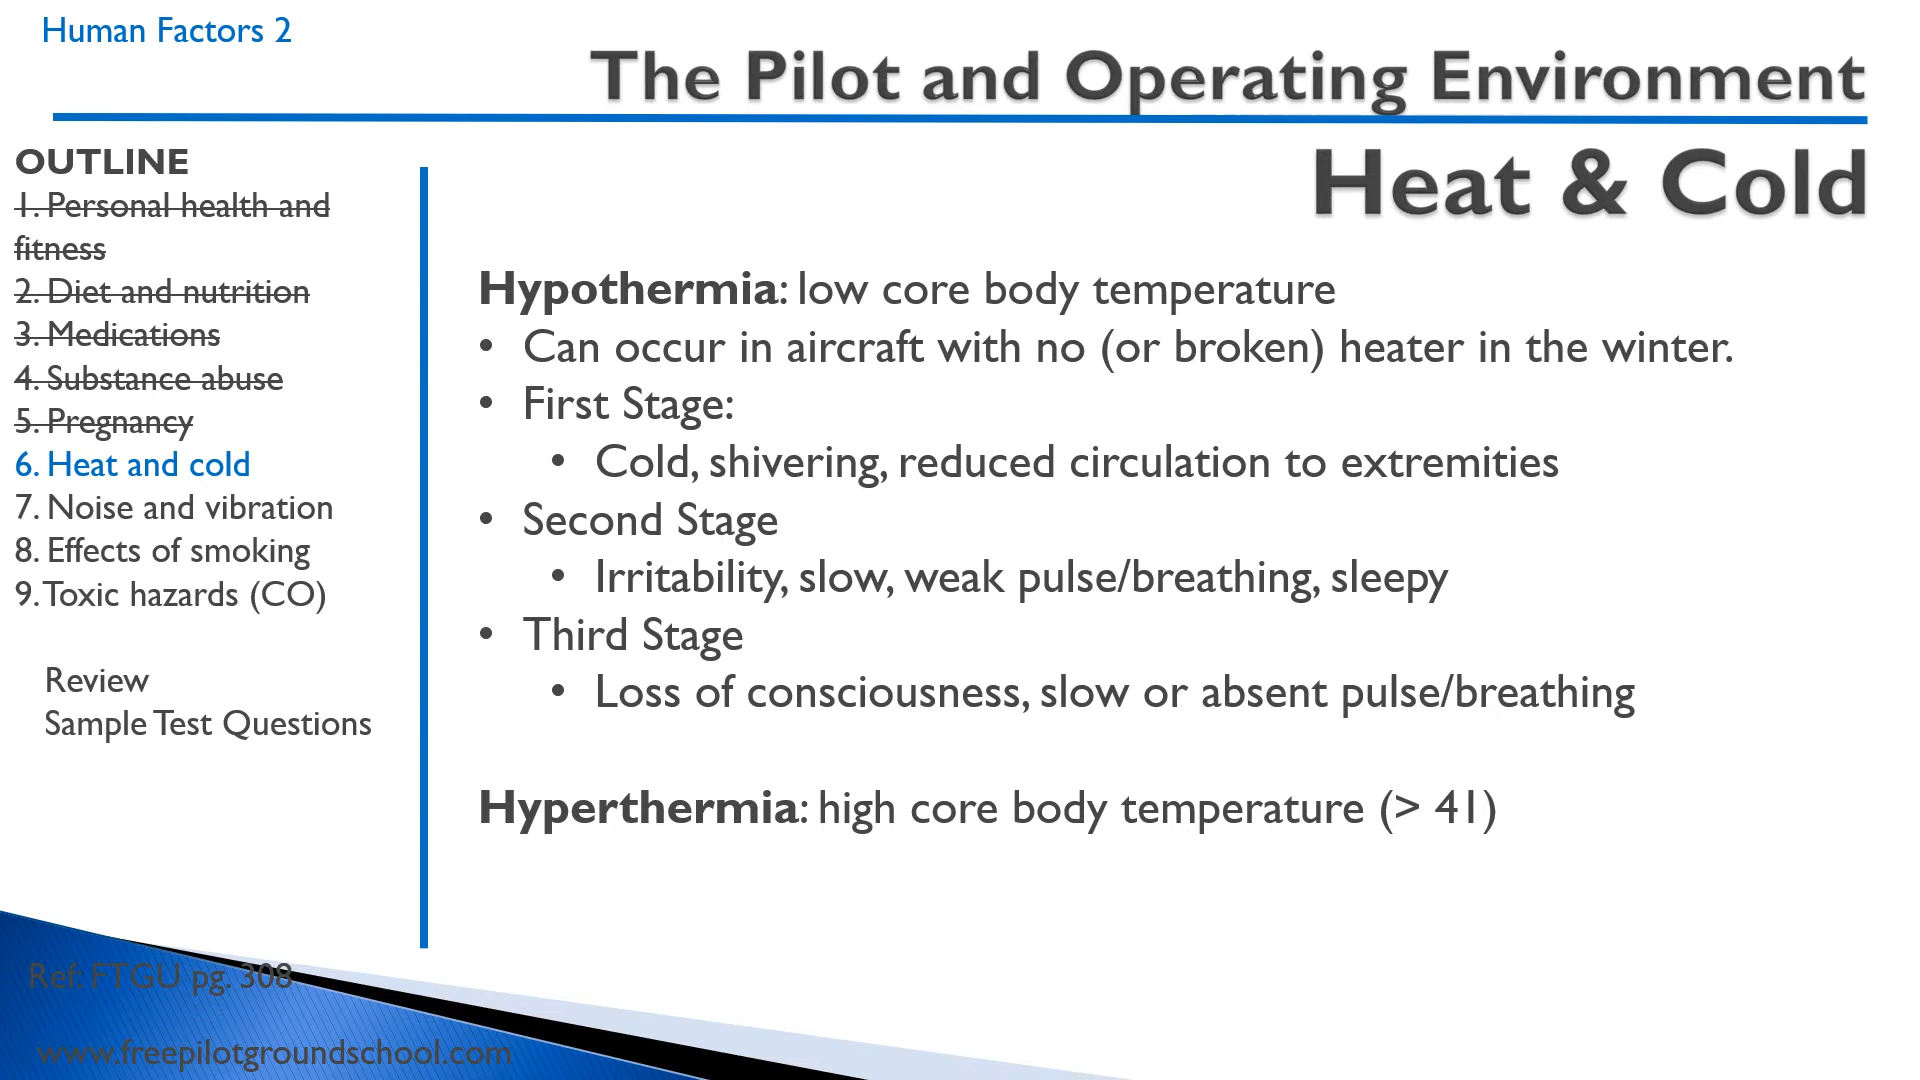 Human Factors 2
The Pilot and Operating Environment
Heat & Cold
OUTLINE
1. Personal health and
fitness
2. Diet and nutrition
3. Medications
4. Substance abuse
5. Pregnancy
6. Heat and cold
7. Noise and vibration
8. Effects of smoking
9. Toxic hazards (CO)
Review
Sample Test Questions
Hypothermia: low core body temperature
• Can occur in aircraft with no (or broken) heater in the winter.
• First Stage:
• Cold, shivering, reduced circulation to extremities
• Second Stage
• Irritability, slow, weak pulse/breathing, sleepy
• Third Stage
• Loss of consciousness, slow or absent pulse/breathing
Hyperthermia: high core body temperature (> 41)
Ref: FTGU pg. 308
www.freepilotgroundschool.com